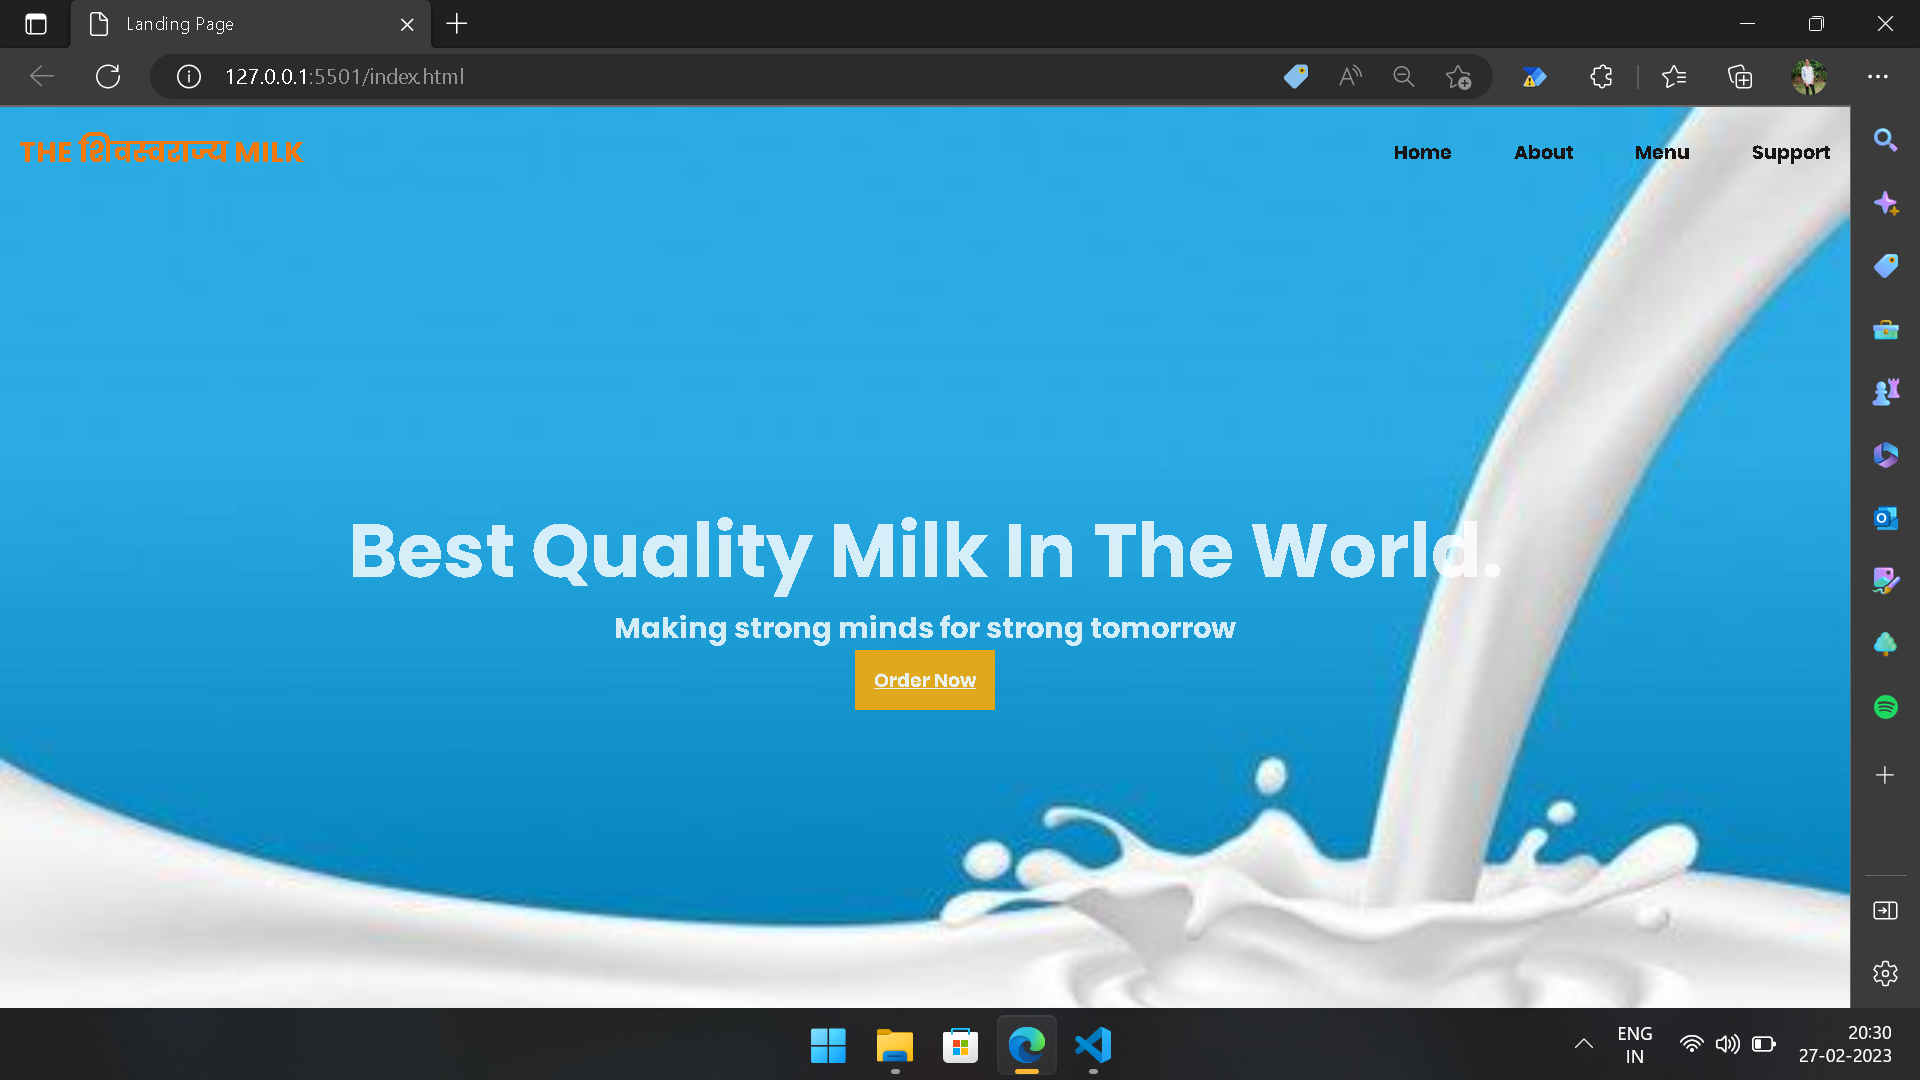 Landing Page
127.0.0.1:5501/index.html
THE शिवस्वराज्य MILK
Home About Menu Support
Best Quality Milk In The World.
Making strong minds for strong tomorrow
Order Now
ENG
IN
20:30
27-02-2023